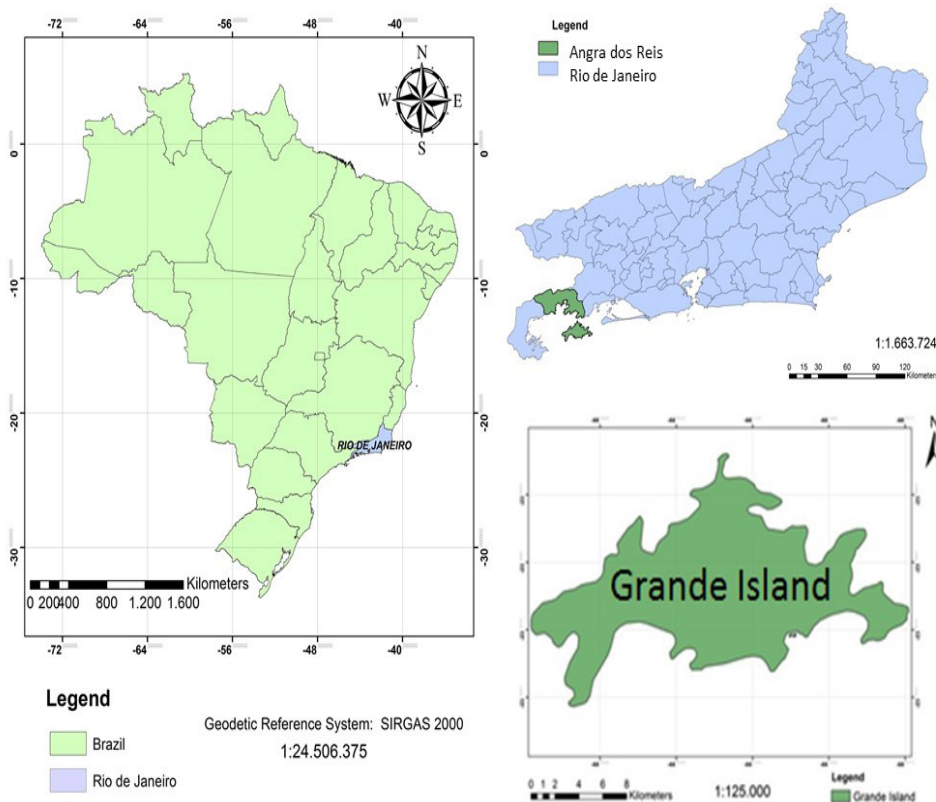 -72 -64 -56 -48 -40
N
W E
S
0 0
-10 -10
-20 -20
RIO DE JANEIRO
-30 -30
Kilometers
0 200 400 800 1.200 1.600
-72 -64 -56 -48 -40
Legend
Brazil
Rio de Janeiro
Geodetic Reference System: SIRGAS 2000
1:24.506.375
Legend
Angra dos Reis
Rio de Janeiro
1:1.663.724
0 15 30 60 90 120
Kilometers
N
Grande Island
0 1 2 4 6 8
Kilometers
1:125.000
Legend
Grande Island